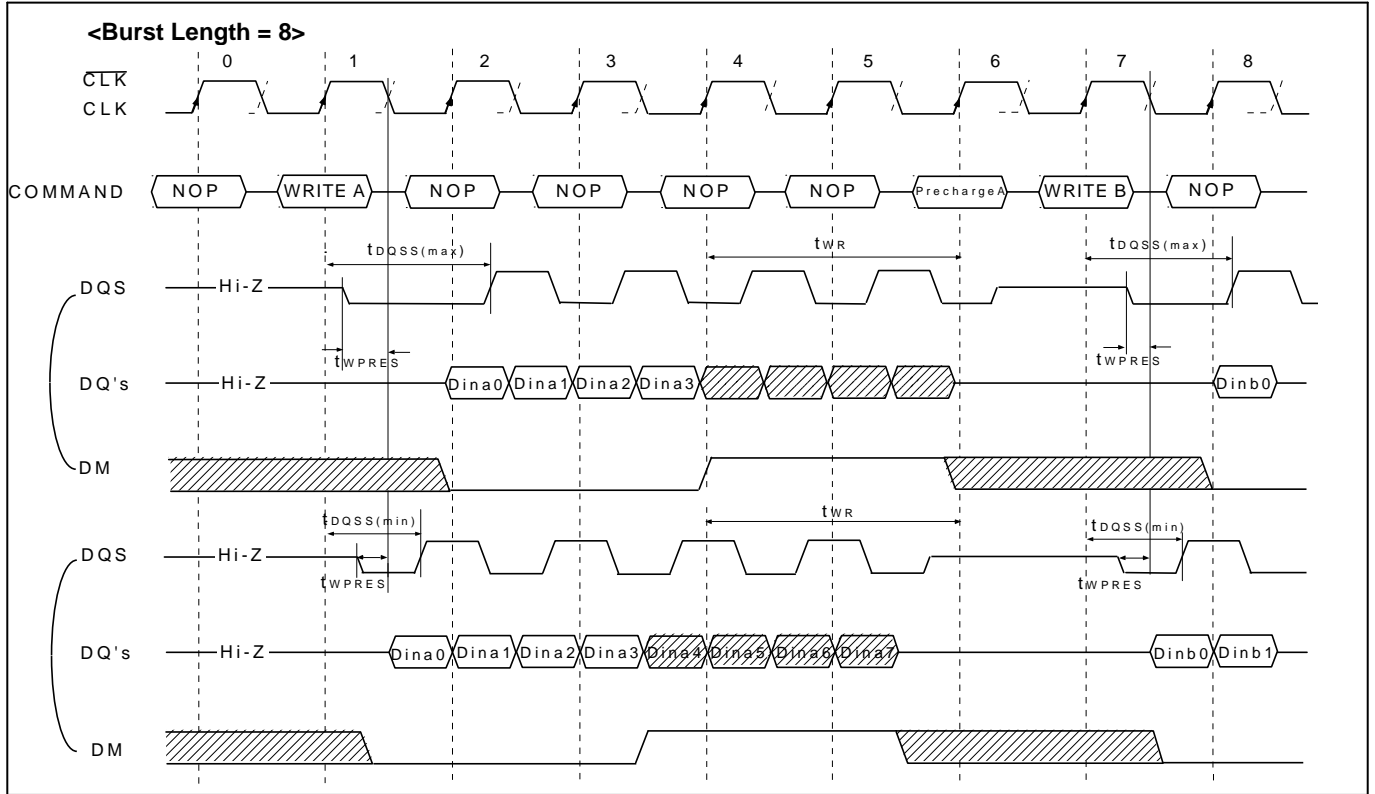 <Burst Length = 8>
0 1 2 3 4 5 6 7 8
CLK
CLK
COMMAND NOP WRITE A NOP NOP NOP NOP PrechargeA WRITE B NOP
tDQSS(max) tWR tDQSS(max)
DQS Hi-Z
tWPRES tWPRES
DQ's Hi-Z Dina0 Dina1 Dina2 Dina3 Dinb0
DM
tDQSS(min) tWR tDQSS(min)
DQS Hi-Z
tWPRES tWPRES
DQ's Hi-Z Dina0 Dina1 Dina2 Dina3 Dina4 Dina5 Dina6 Dina7 Dinb0 Dinb1
DM